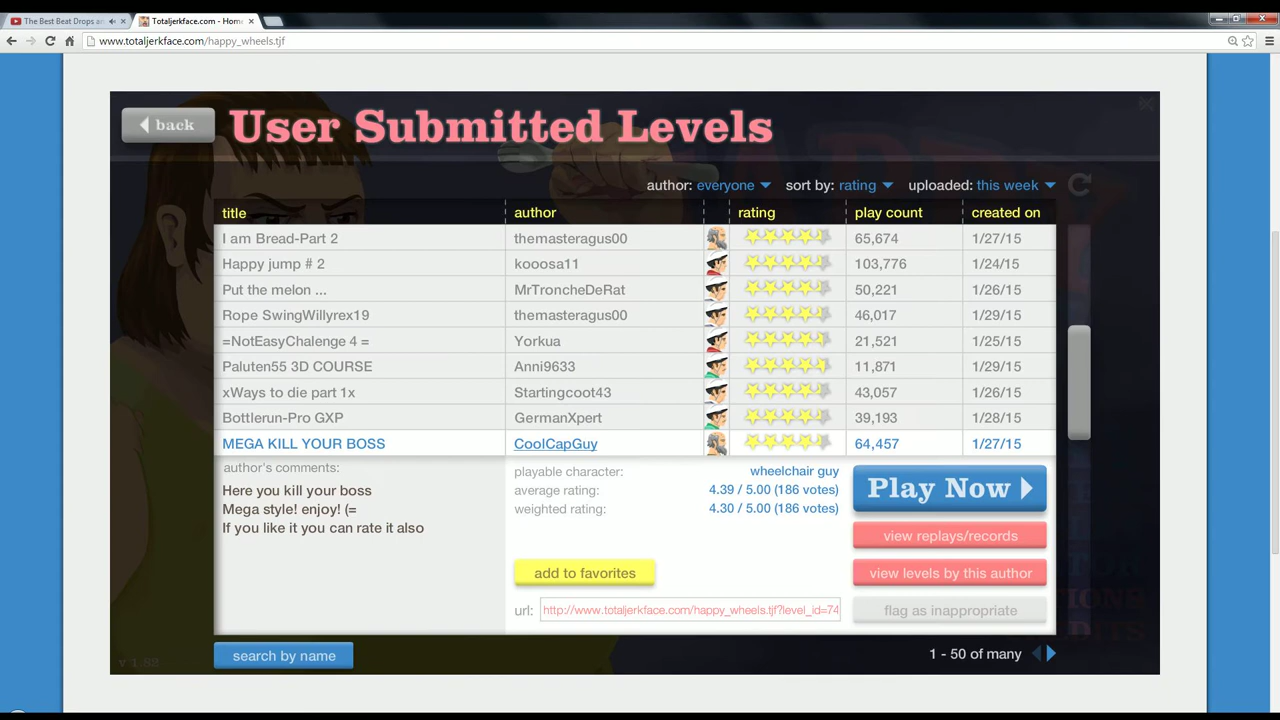 The Best Beat Drops an
Totaljerkface.com - Hom
www.totaljerkface.com/happy_wheels.tjf
back
User Submitted Levels
author: everyone sort by: rating uploaded: this week
title author rating play count created on
I am Bread-Part 2 themasteragus00 65,674 1/27/15
Happy jump # 2 kooosa11 103,776 1/24/15
Put the melon ... MrTroncheDeRat 50,221 1/26/15
Rope SwingWillyrex19 themasteragus00 46,017 1/29/15
=NotEasyChalenge 4 = Yorkua 21,521 1/25/15
Paluten55 3D COURSE Anni9633 11,871 1/29/15
xWays to die part 1x Startingcoot43 43,057 1/26/15
Bottlerun-Pro GXP GermanXpert 39,193 1/28/15
MEGA KILL YOUR BOSS CoolCapGuy 64,457 1/27/15
author's comments:
Here you kill your boss
Mega style! enjoy! (=
If you like it you can rate it also
playable character: wheelchair guy
average rating: 4.39 / 5.00 (186 votes)
weighted rating: 4.30 / 5.00 (186 votes)
add to favorites
url: http://www.totaljerkface.com/happy_wheels.tjf?level_id=74
Play Now
view replays/records
view levels by this author
flag as inappropriate
search by name
1 - 50 of many
v 1.82